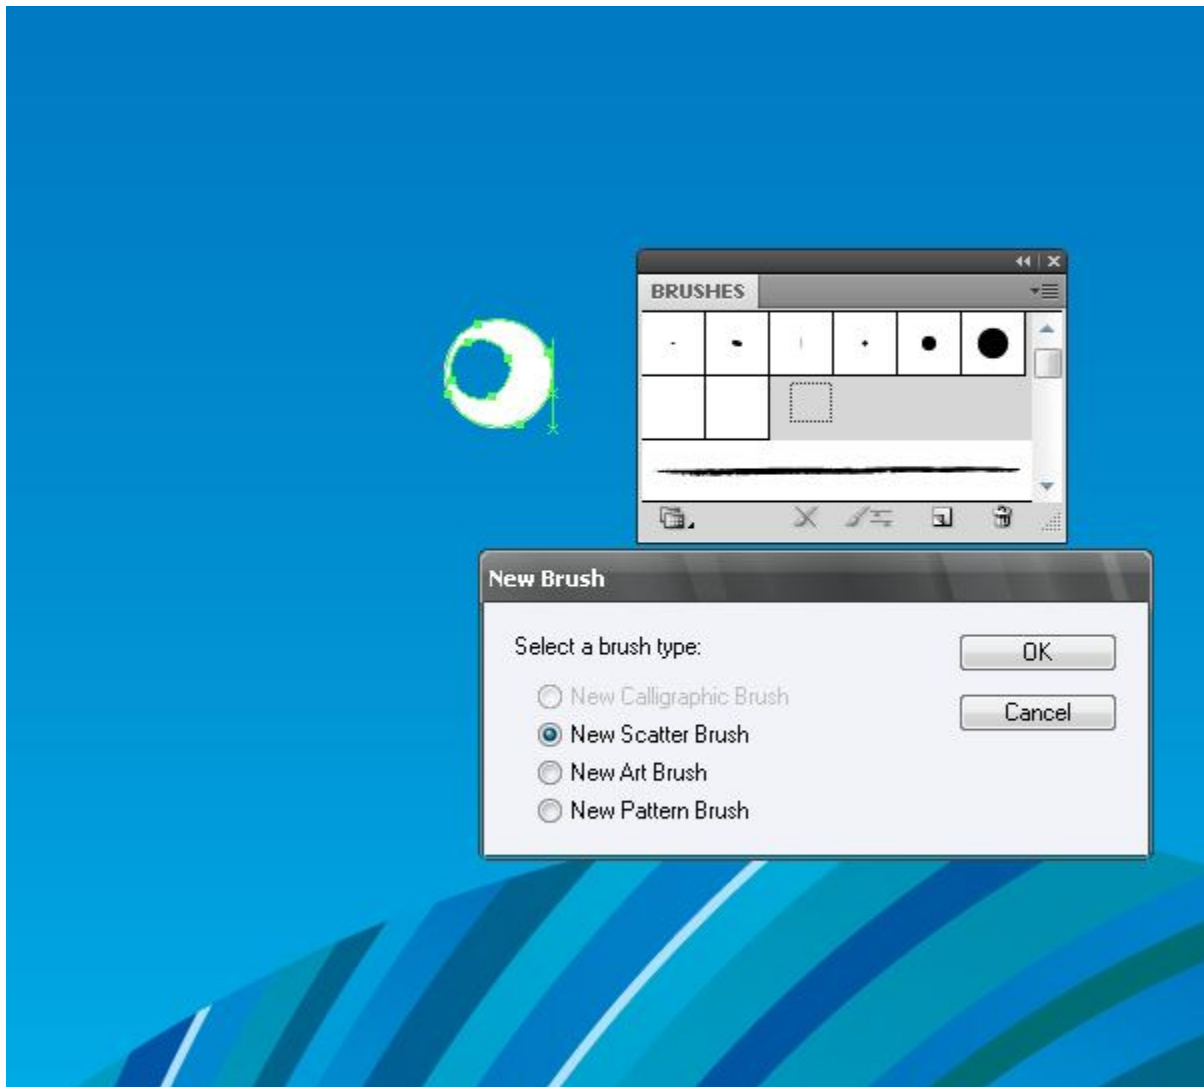 BRUSHES
New Brush
Select a brush type:
OK
New Calligraphic Brush
Cancel
New Scatter Brush
New Art Brush
New Pattern Brush